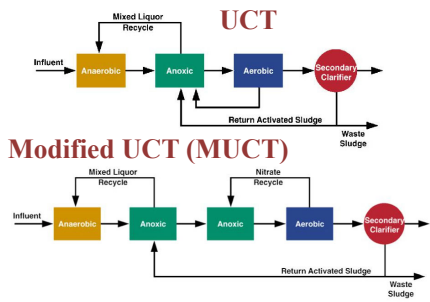 UCT
Mixed Liquor
Recycle
Influent
Anaerobic
Anoxic
Aerobic
Secondary
Clarifier
Return Activated Sludge
Waste
Sludge
Modified UCT (MUCT)
Mixed Liquor
Recycle
Nitrate
Recycle
Influent
Anaerobic
Anoxic
Anoxic
Aerobic
Secondary
Clarifier
Return Activated Sludge
Waste
Sludge